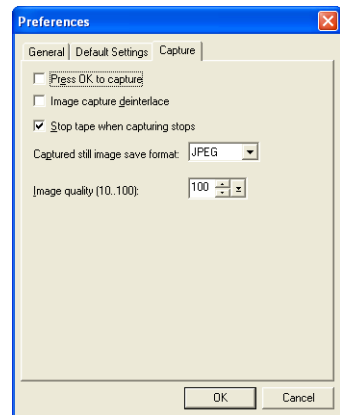 Preferences
General Default Settings Capture
Press OK to capture
Image capture deinterlace
Stop tape when capturing stops
Captured still image save format: JPEG
Image quality (10..100): 100
OK Cancel